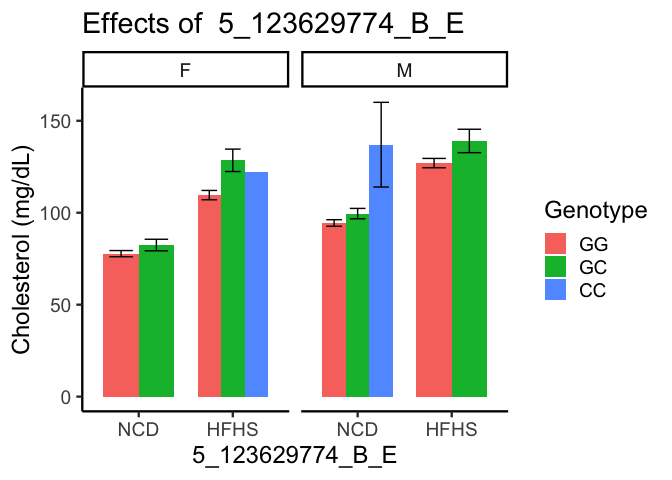 Effects of  5_123629774_B_E
F
M
Cholesterol (mg/dL)
150
100
50
0
NCD
HFHS
NCD
HFHS
5_123629774_B_E
Genotype
GG
GC
CC